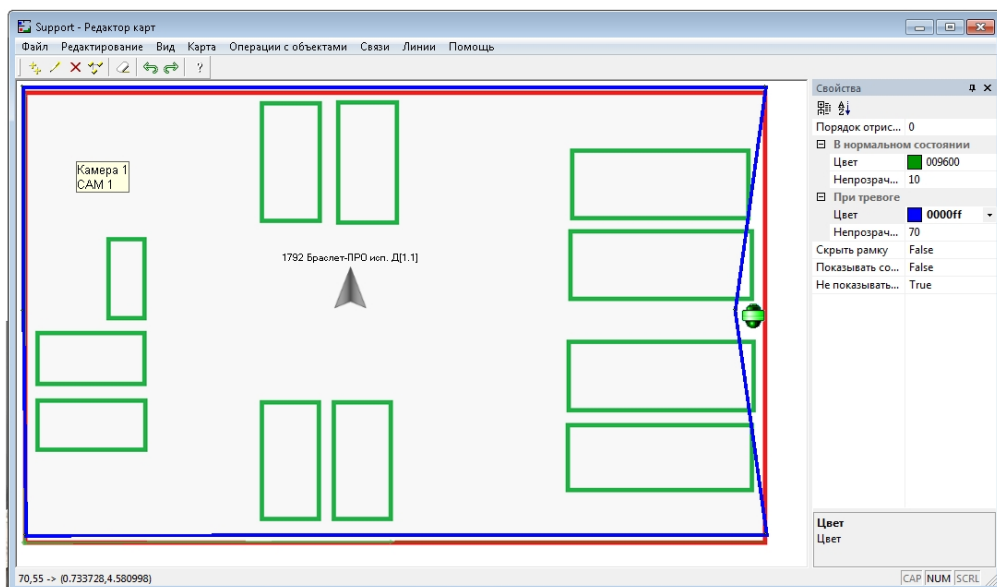 Support - Редактор карт
Файл Редактирование Вид Карта Операции с объектами Связи Линии Помощь
?
Камера 1
CAM 1
1792 Браслет-ПРО исп. Д[1.1]
Свойства
Порядок отрис... 0
В нормальном состоянии
Цвет 009600
Непрозрач... 10
При тревоге
Цвет 0000ff
Непрозрач... 70
Скрыть рамку False
Показывать со... False
Не показывать... True
Цвет
Цвет
70,55 -> (0.733728,4.580998)
CAP NUM SCRL